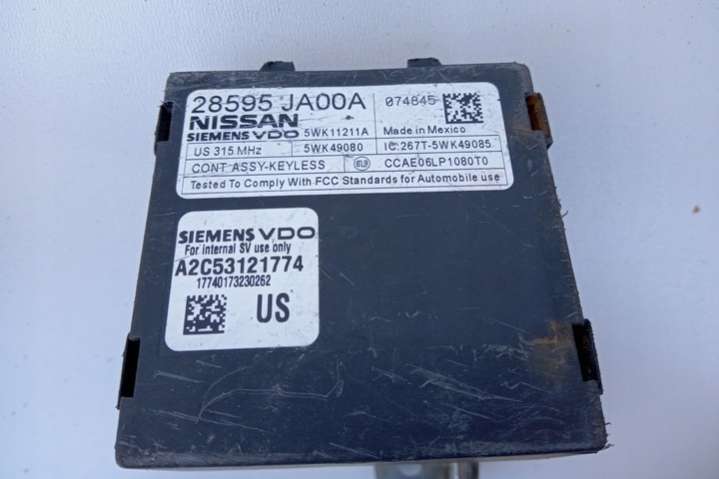 28595 JA00A 074845
NISSAN
SIEMENS VDO 5WK11211A Made in Mexico
US 315 MHz 5WK49080 IC:267T-5WK49085
CONT ASSY-KEYLESS CCAE06LP1080T0
Tested To Comply With FCC Standards for Automobile use
SIEMENS VDO
For internal SV use only
A2C53121774
17740173230262
US